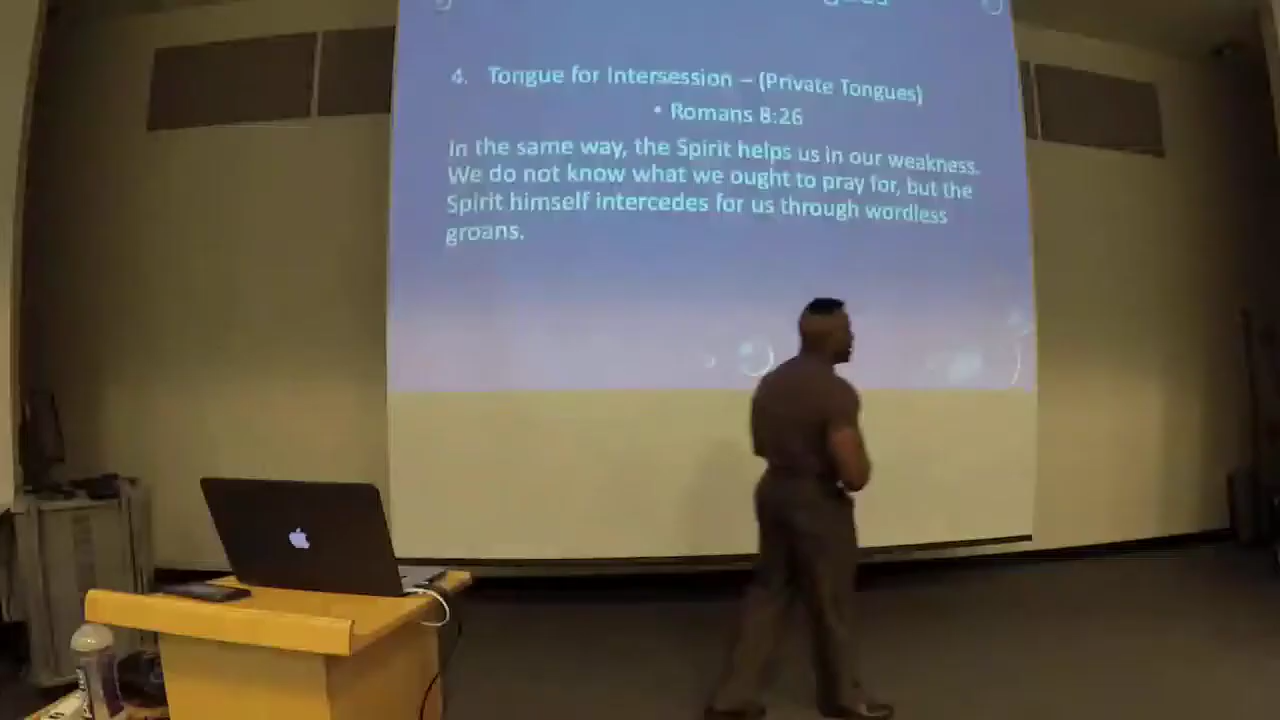 4. Tongue for Intersession – (Private Tongues)
• Romans 8:26
In the same way, the Spirit helps us in our weakness.
We do not know what we ought to pray for, but the
Spirit himself intercedes for us through wordless
groans.